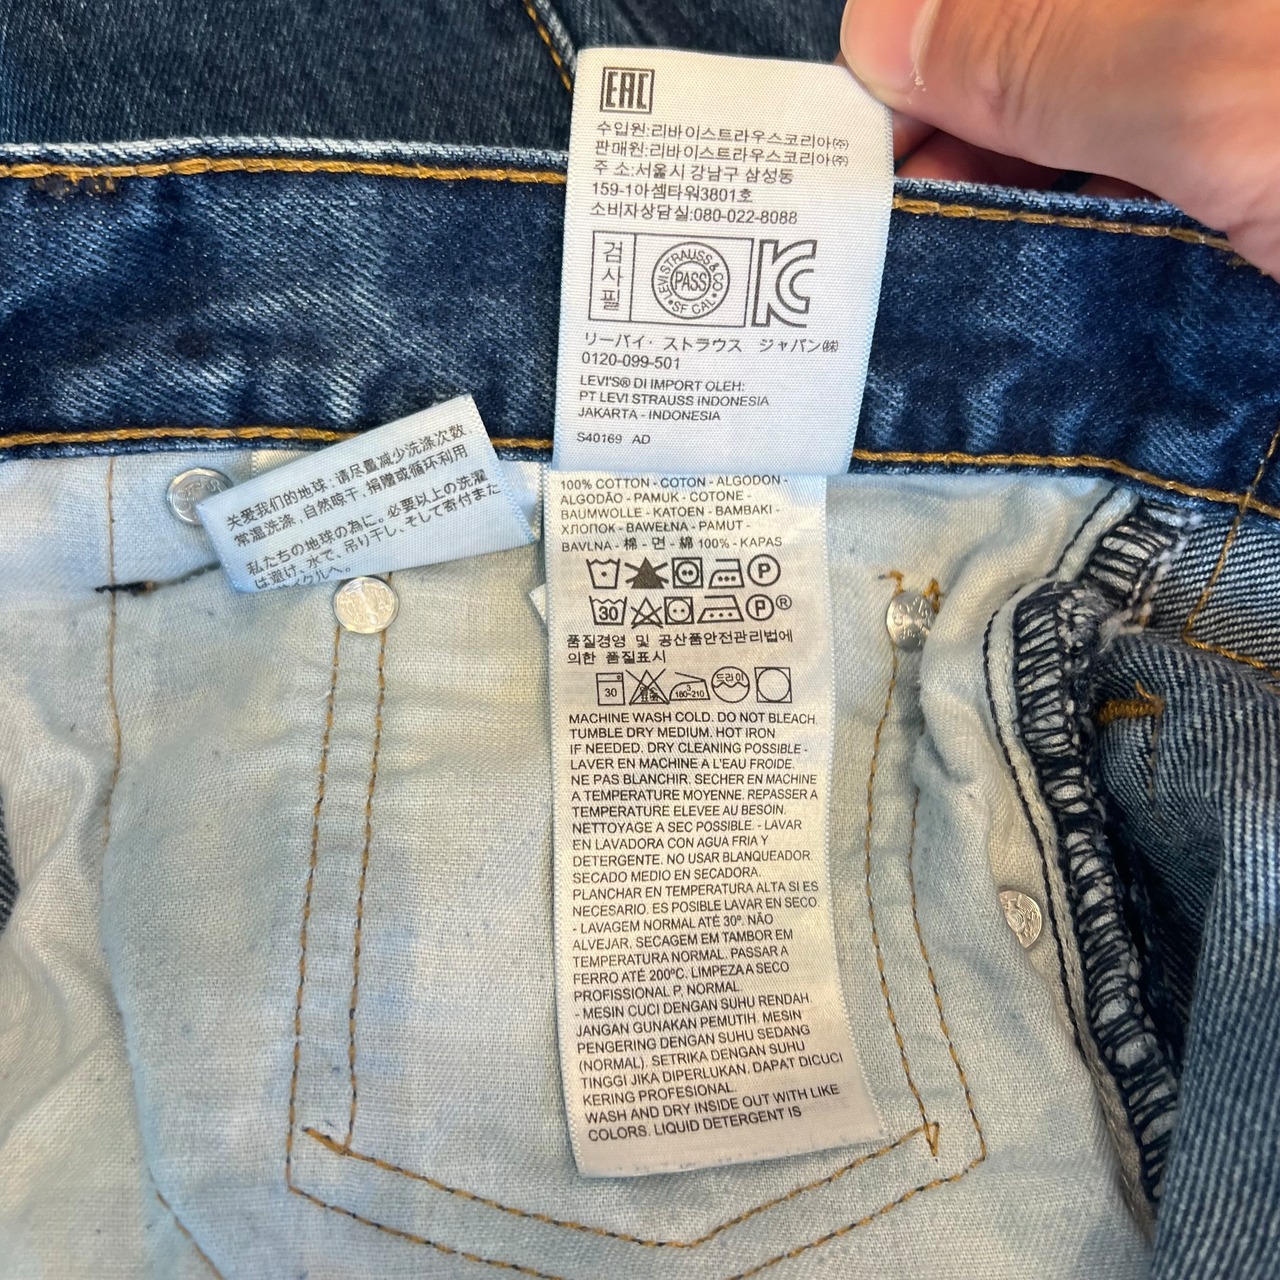 EAC
수입원:리바이스트라우스코리아㈜
판매원:리바이스트라우스코리아㈜
주 소:서울시 강남구 삼성동
159-1아셈타워3801호
소비자상담실:080-022-8088
검사필
LEVI STRAUSS & CO
PASS
SF CAL
リーバイ・ストラウス ジャパン㈱
0120-099-501
LEVI'S® DI IMPORT OLEH:
PT LEVI STRAUSS INDONESIA
JAKARTA - INDONESIA
S40169 AD
关爱我们的地球:请尽量减少洗涤次数,
常温洗涤,自然晾干,捐赠或循环利用
私たちの地球の為に。必要以上の洗濯
は避け、水で、吊り干し、そして寄付また
イクルへ。
100% COTTON - COTON - ALGODON -
ALGODÃO - PAMUK - COTONE -
BAUMWOLLE - KATOEN - BAMBAKI -
ХЛОПОК - BAWEŁNA - PAMUT -
BAVLNA - 棉 - 면 - 綿 100% - KAPAS
P
30 P®
품질경영 및 공산품안전관리법에
의한 품질표시
30 3 180-210 드라이
MACHINE WASH COLD. DO NOT BLEACH.
TUMBLE DRY MEDIUM. HOT IRON
IF NEEDED. DRY CLEANING POSSIBLE -
LAVER EN MACHINE A L'EAU FROIDE.
NE PAS BLANCHIR. SECHER EN MACHINE
A TEMPERATURE MOYENNE. REPASSER A
TEMPERATURE ELEVEE AU BESOIN.
NETTOYAGE A SEC POSSIBLE. - LAVAR
EN LAVADORA CON AGUA FRIA Y
DETERGENTE. NO USAR BLANQUEADOR.
SECADO MEDIO EN SECADORA.
PLANCHAR EN TEMPERATURA ALTA SI ES
NECESARIO. ES POSIBLE LAVAR EN SECO.
- LAVAGEM NORMAL ATÉ 30º. NÃO
ALVEJAR. SECAGEM EM TAMBOR EM
TEMPERATURA NORMAL. PASSAR A
FERRO ATÉ 200ºC. LIMPEZA A SECO
PROFISSIONAL P, NORMAL.
- MESIN CUCI DENGAN SUHU RENDAH.
JANGAN GUNAKAN PEMUTIH. MESIN
PENGERING DENGAN SUHU SEDANG
(NORMAL). SETRIKA DENGAN SUHU
TINGGI JIKA DIPERLUKAN. DAPAT DICUCI
KERING PROFESIONAL.
WASH AND DRY INSIDE OUT WITH LIKE
COLORS. LIQUID DETERGENT IS